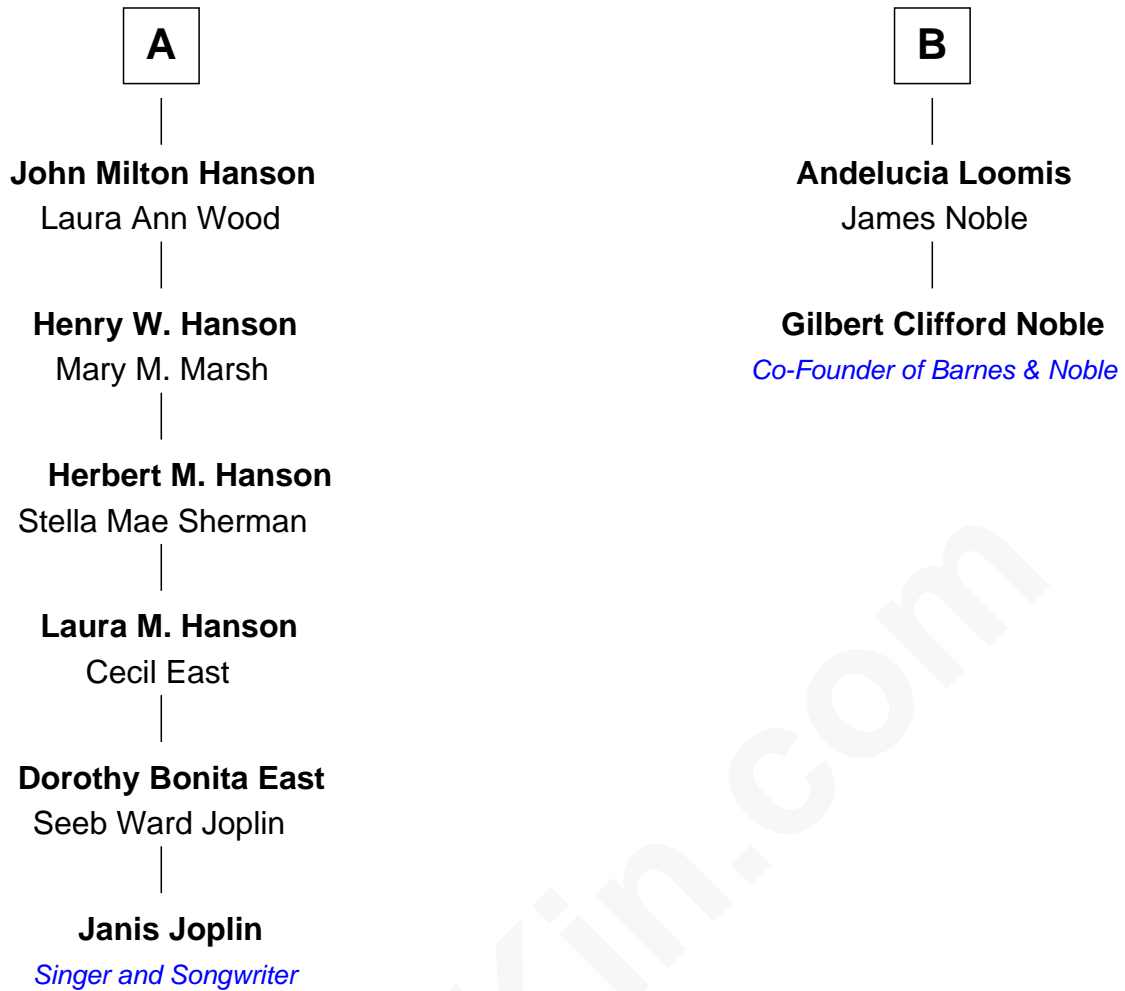 A
John Milton Hanson
Laura Ann Wood
Henry W. Hanson
Mary M. Marsh
Herbert M. Hanson
Stella Mae Sherman
Laura M. Hanson
Cecil East
Dorothy Bonita East
Seeb Ward Joplin
Janis Joplin
Singer and Songwriter
B
Andelucia Loomis
James Noble
Gilbert Clifford Noble
Co-Founder of Barnes & Noble
Kin.com